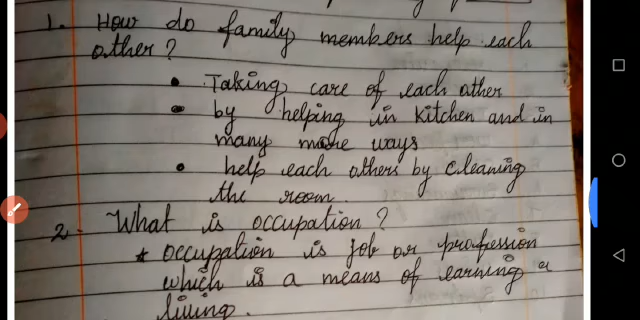 1. How do family members help each
other?
• Taking care of each other
• by helping in kitchen and in
many more ways
• help each others by cleaning
the room.
2. What is occupation?
* occupation is job or profession
which is a means of earning a
living.